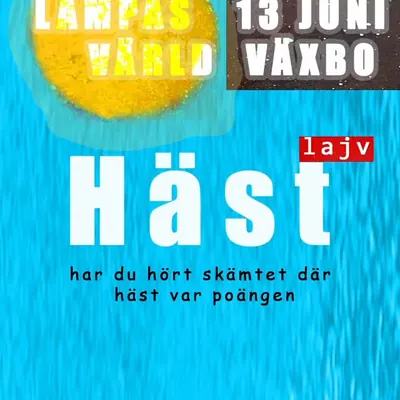 LAMPAS 13 JUNI
VÄRLD VÄXBO
lajv
Häst
har du hört skämtet där
häst var poängen